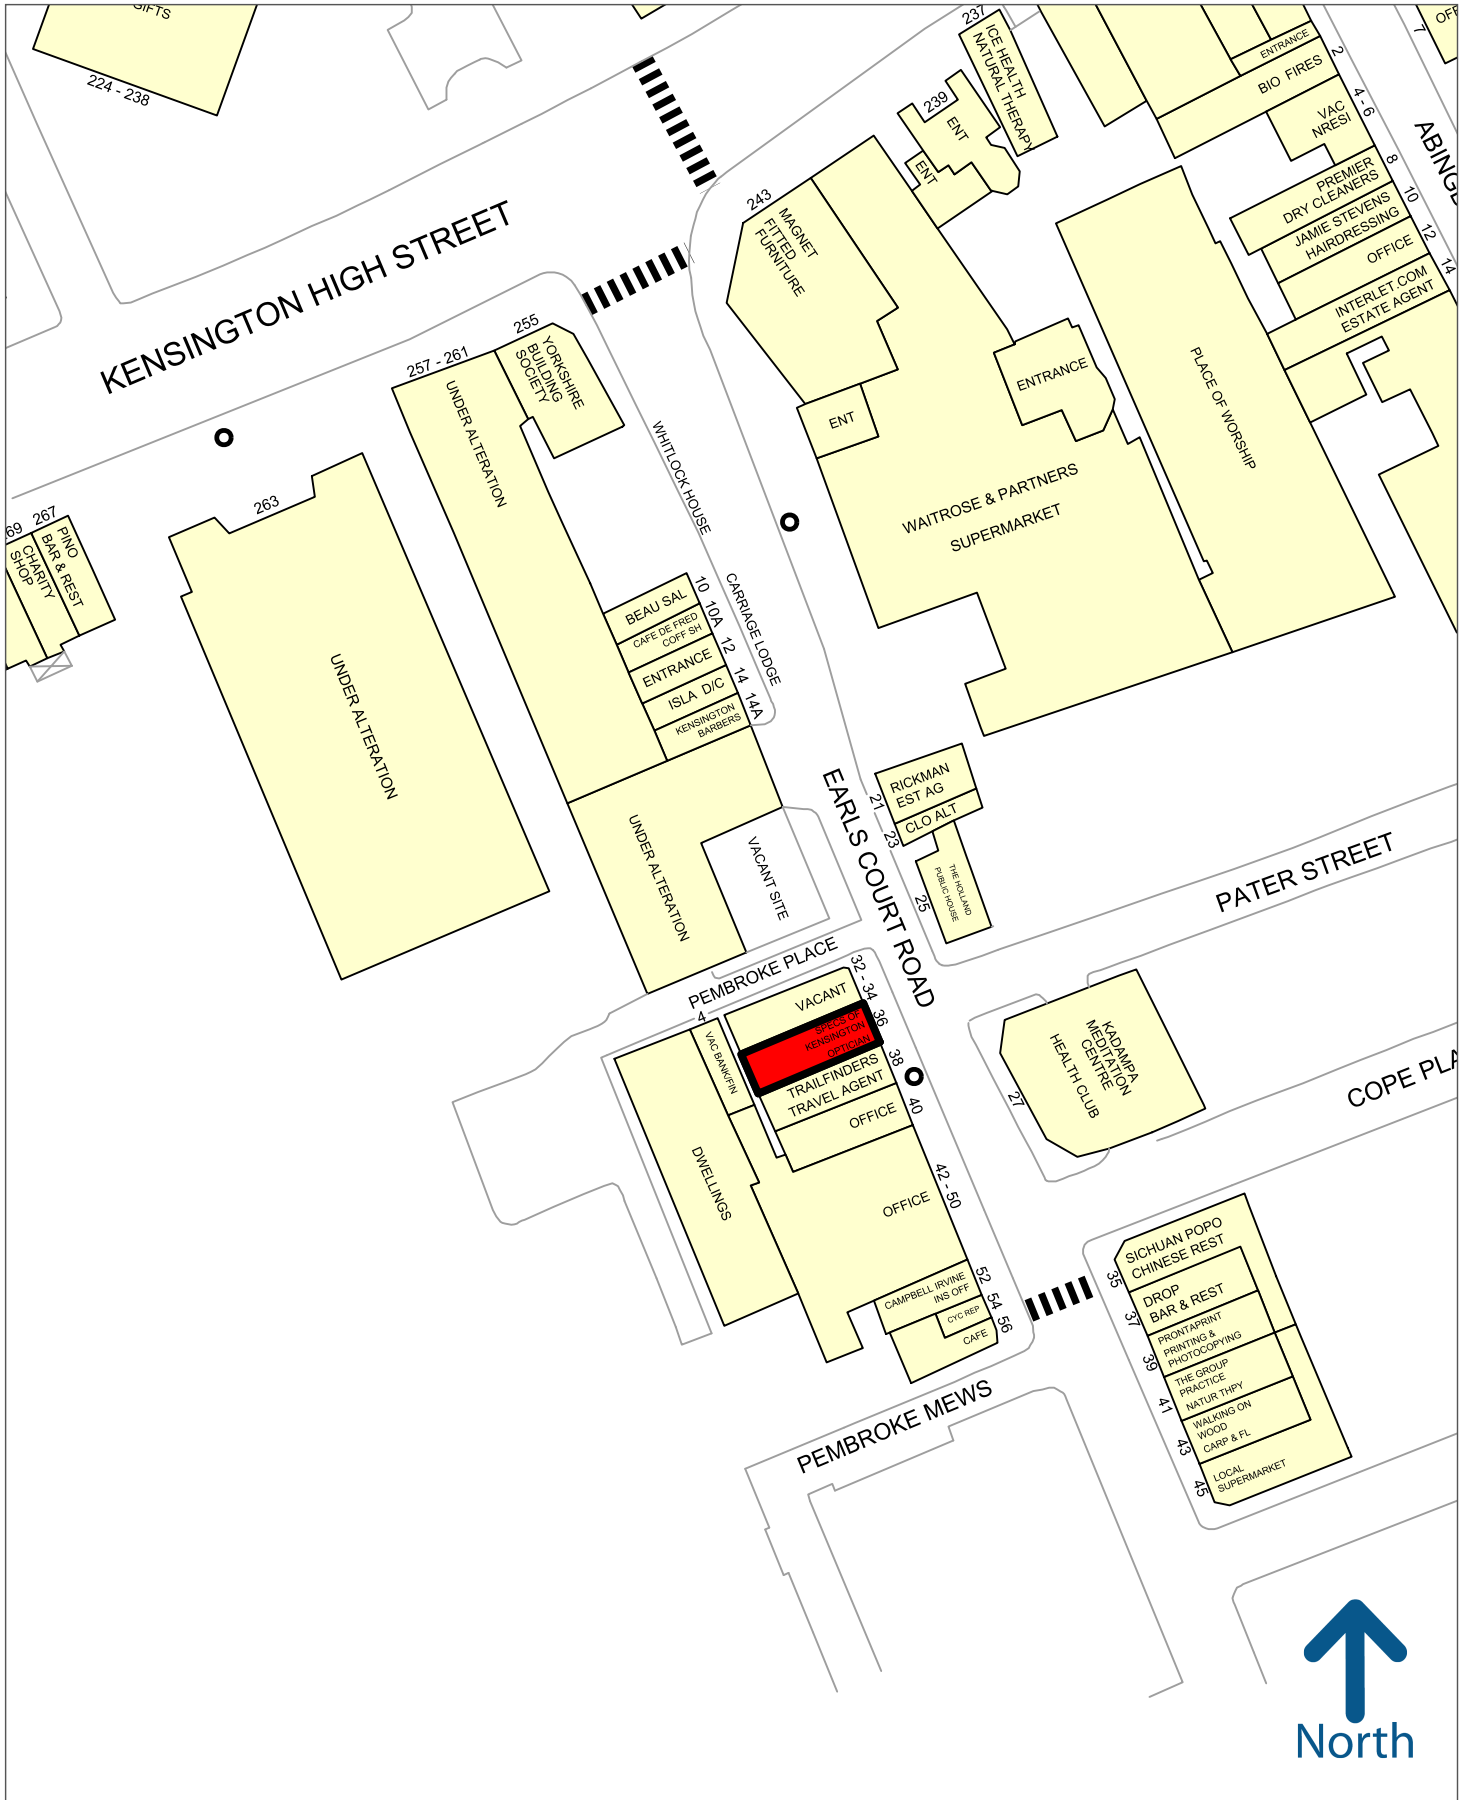 GIFTS
224 - 238
237
ICE HEALTH
NATURAL THERAPY
239
ENT
ENT
ENTRANCE
2
BIO FIRES
4 - 6
VAC
NRESI
7
8
PREMIER
DRY CLEANERS
10
JAMIE STEVENS
HAIRDRESSING
12
OFFICE
14
INTERLET.COM
ESTATE AGENT
KENSINGTON HIGH STREET
243
MAGNET
FITTED
FURNITURE
ENT
ENTRANCE
PLACE OF WORSHIP
WAITROSE & PARTNERS
SUPERMARKET
255
YORKSHIRE
BUILDING
SOCIETY
257 - 261
UNDER ALTERATION
WHITLOCK HOUSE
263
UNDER ALTERATION
69
CHARITY
SHOP
267
PINO
BAR & REST
BEAU SAL
10
CAFE DE FRED
COFF SH
10A
ENTRANCE
12
ISLA D/C
14
KENSINGTON
BARBERS
14A
CARRIAGE LODGE
UNDER ALTERATION
VACANT SITE
EARLS COURT ROAD
RICKMAN
EST AG
21
CLO ALT
23
THE HOLLAND
PUBLIC HOUSE
25
PATER STREET
PEMBROKE PLACE
VACANT
32 - 34
4
VAC BANK/FIN
SPECS OF
KENSINGTON
OPTICIAN
36
TRAILFINDERS
TRAVEL AGENT
38
OFFICE
40
DWELLINGS
OFFICE
42 - 50
KADAMPA
MEDITATION
CENTRE
HEALTH CLUB
27
COPE PLA
CAMPBELL IRVINE
INS OFF
52
CYC REP
54
CAFE
56
SICHUAN POPO
CHINESE REST
35
DROP
BAR & REST
37
PRONTAPRINT
PRINTING &
PHOTOCOPYING
39
THE GROUP
PRACTICE
NATUR THPY
41
WALKING ON
WOOD
CARP & FL
43
LOCAL
SUPERMARKET
45
PEMBROKE MEWS
North